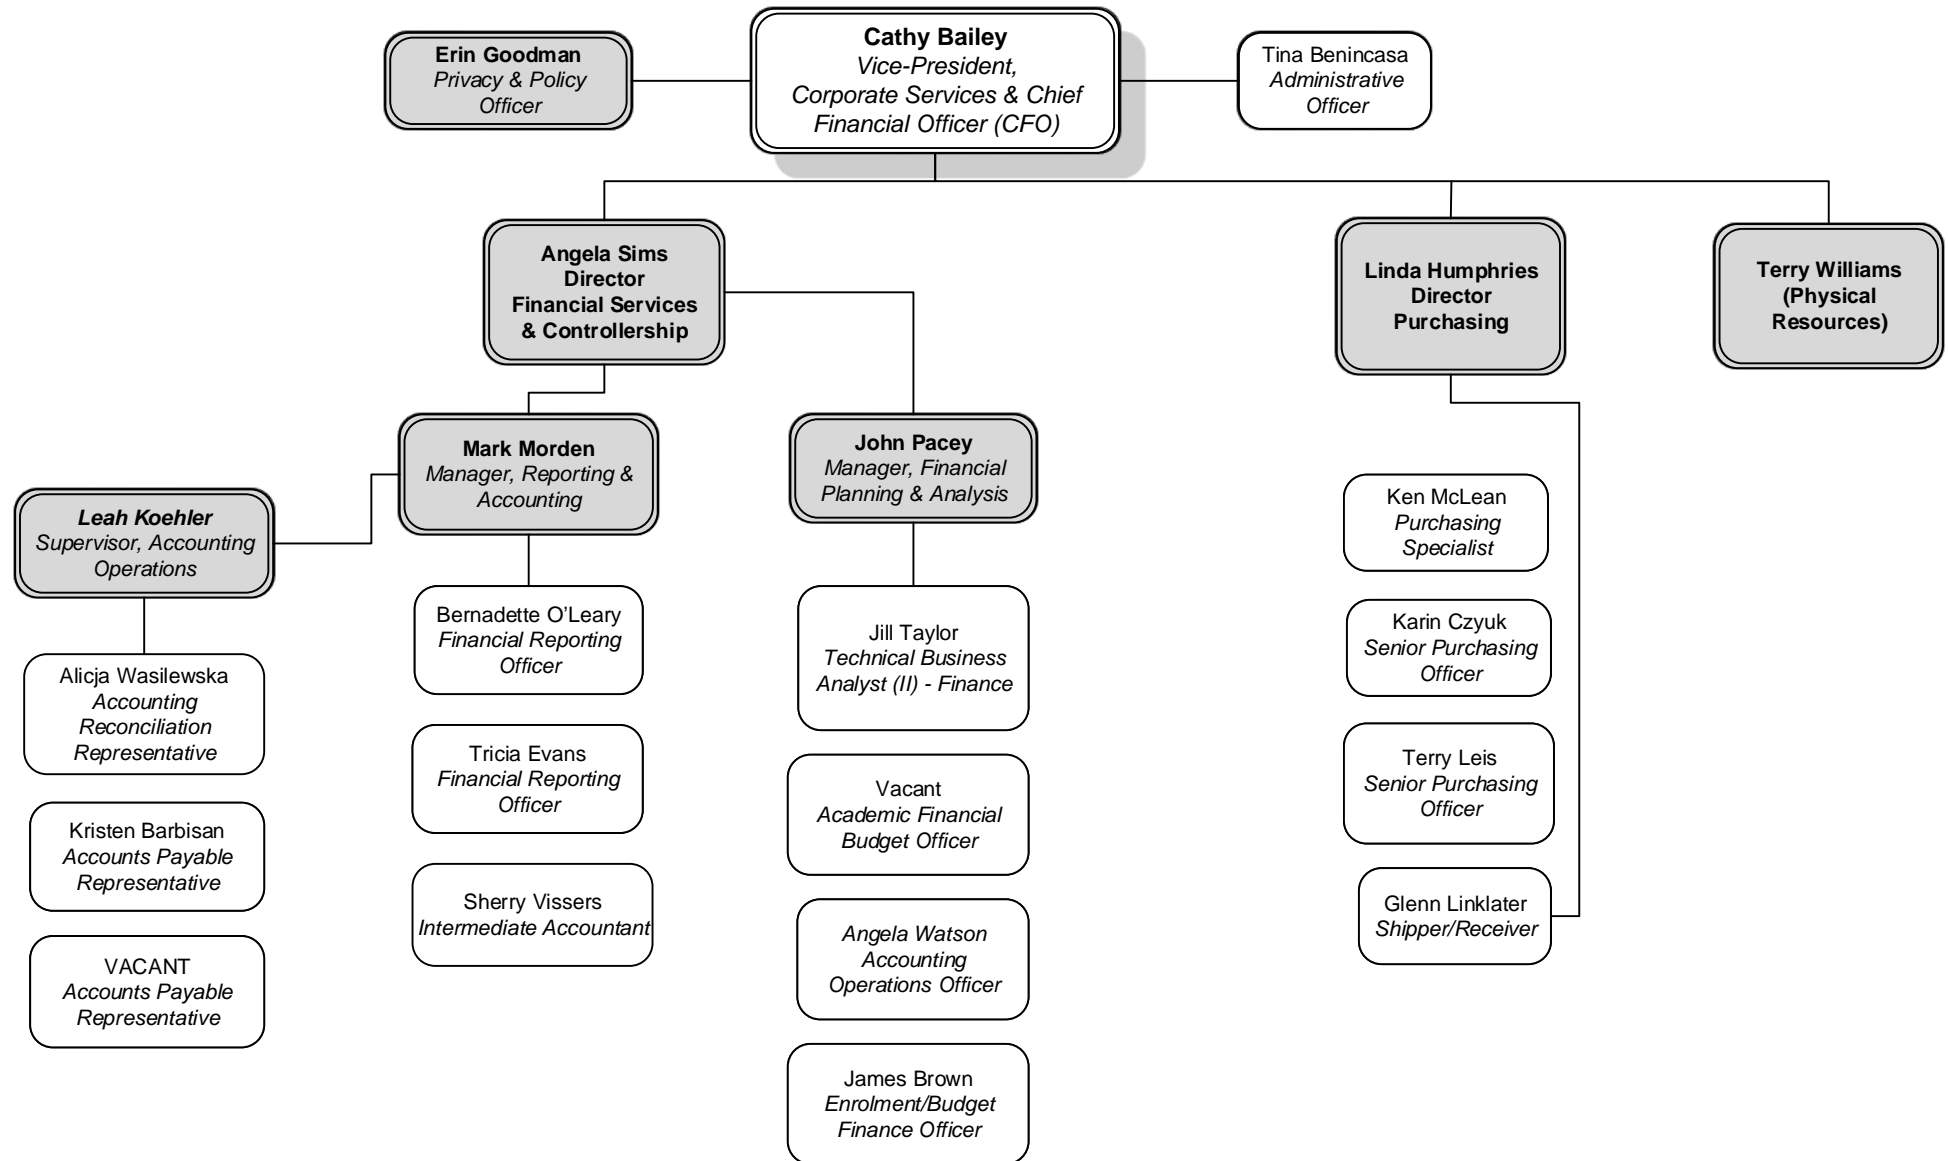 Erin Goodman
Privacy & Policy
Officer
Cathy Bailey
Vice-President,
Corporate Services & Chief
Financial Officer (CFO)
Tina Benincasa
Administrative
Officer
Angela Sims
Director
Financial Services
& Controllership
Linda Humphries
Director
Purchasing
Terry Williams
(Physical
Resources)
Mark Morden
Manager, Reporting &
Accounting
John Pacey
Manager, Financial
Planning & Analysis
Leah Koehler
Supervisor, Accounting
Operations
Alicja Wasilewska
Accounting
Reconciliation
Representative
Kristen Barbisan
Accounts Payable
Representative
VACANT
Accounts Payable
Representative
Bernadette O’Leary
Financial Reporting
Officer
Tricia Evans
Financial Reporting
Officer
Sherry Vissers
Intermediate Accountant
Jill Taylor
Technical Business
Analyst (II) - Finance
Vacant
Academic Financial
Budget Officer
Angela Watson
Accounting
Operations Officer
James Brown
Enrolment/Budget
Finance Officer
Ken McLean
Purchasing
Specialist
Karin Czyuk
Senior Purchasing
Officer
Terry Leis
Senior Purchasing
Officer
Glenn Linklater
Shipper/Receiver